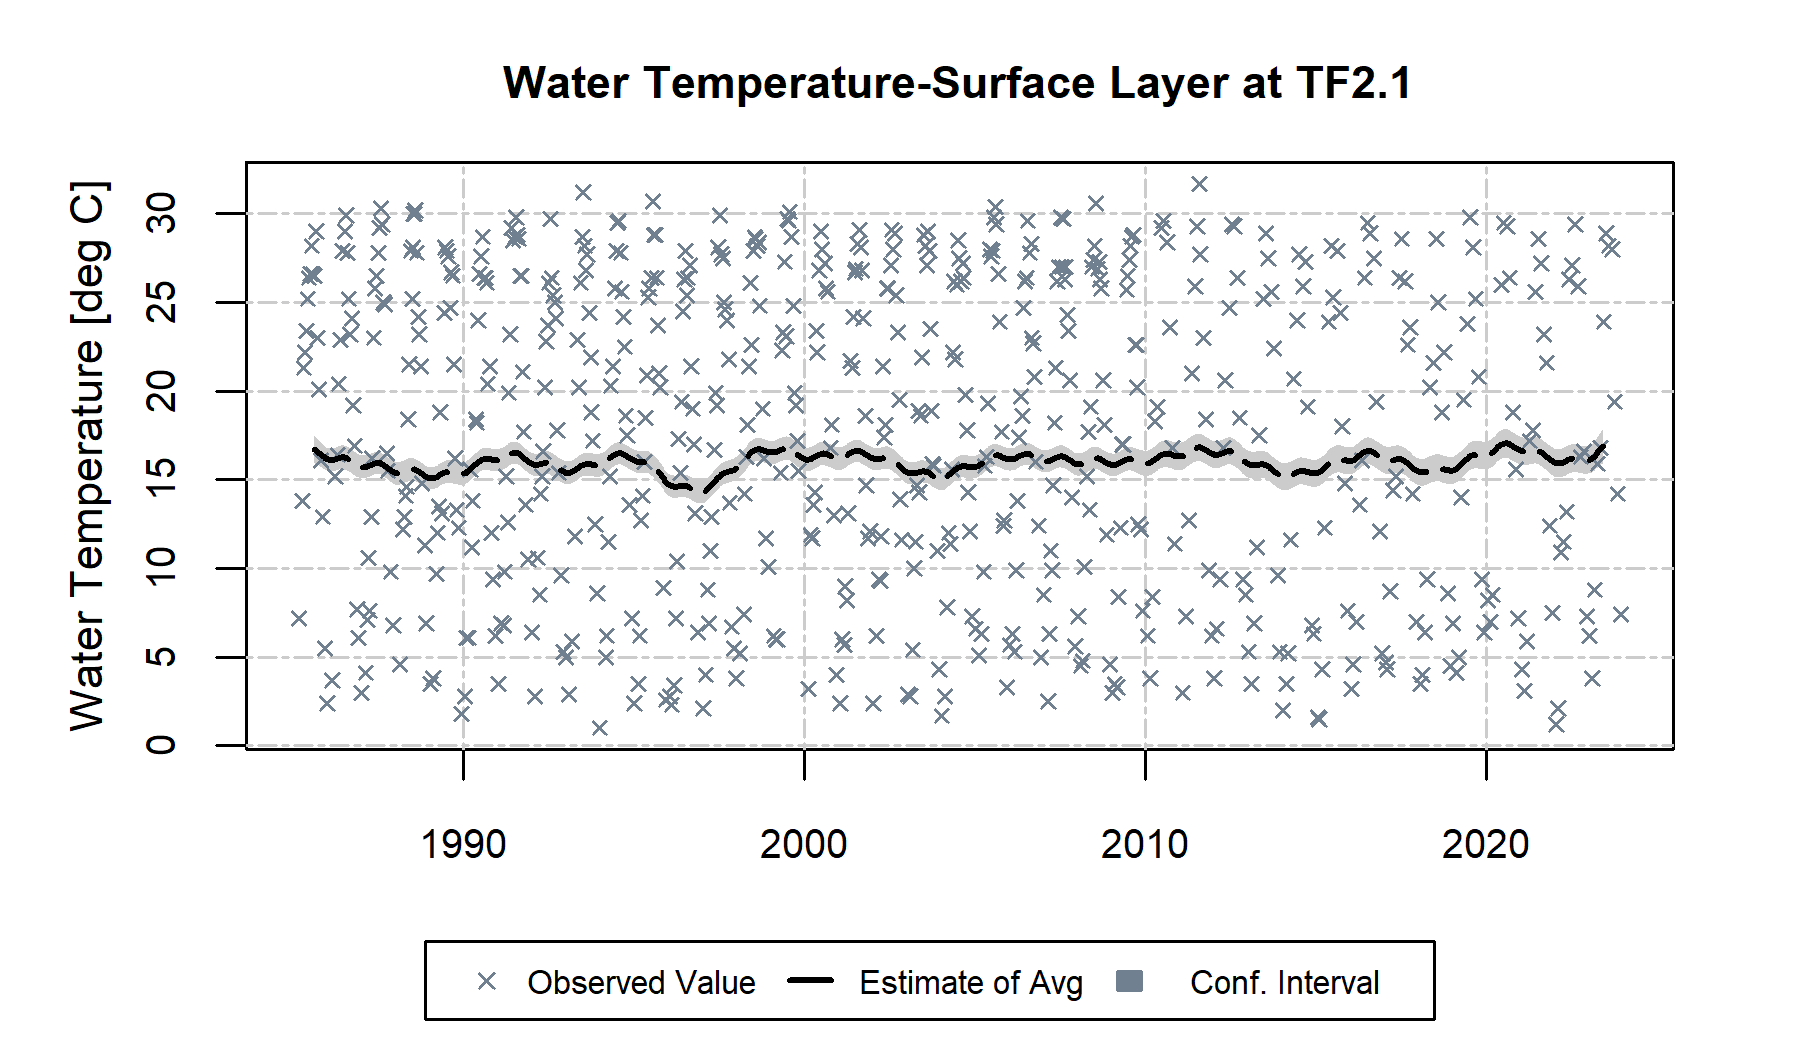 Water Temperature-Surface Layer at TF2.1
Water Temperature [deg C]
30
25
20
15
10
5
0
1990 2000 2010 2020
Observed Value Estimate of Avg Conf. Interval